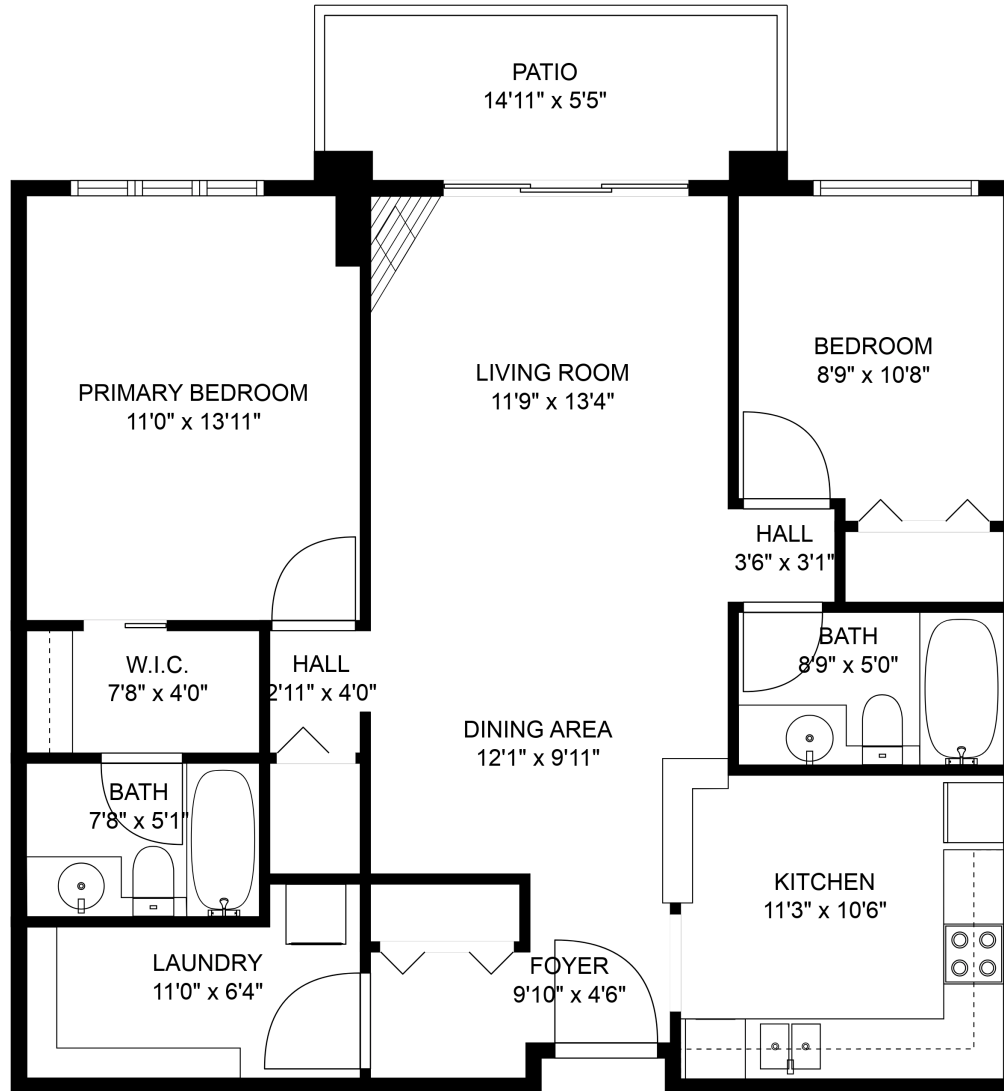 PATIO
14'11" x 5'5"
PRIMARY BEDROOM
11'0" x 13'11"
LIVING ROOM
11'9" x 13'4"
BEDROOM
8'9" x 10'8"
HALL
3'6" x 3'1"
W.I.C.
7'8" x 4'0"
HALL
2'11" x 4'0"
BATH
8'9" x 5'0"
DINING AREA
12'1" x 9'11"
BATH
7'8" x 5'1"
KITCHEN
11'3" x 10'6"
LAUNDRY
11'0" x 6'4"
FOYER
9'10" x 4'6"